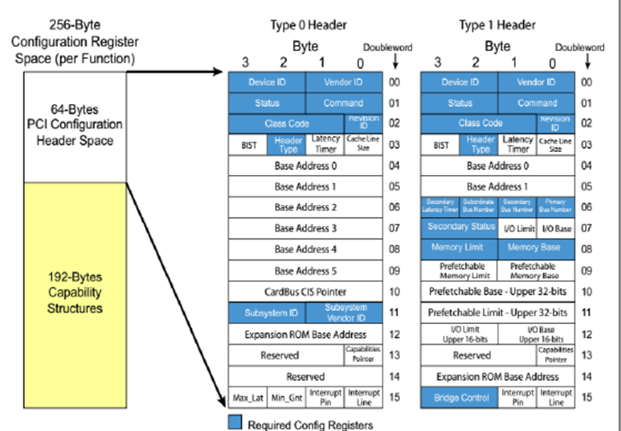 256-Byte
Configuration Register
Space (per Function)
64-Bytes
PCI Configuration
Header Space
192-Bytes
Capability
Structures
Type 0 Header
Byte
Doubleword
3 2 1 0
Device ID Vendor ID 00
Status Command 01
Class Code Revision ID 02
BIST Header Type Latency Timer Cache Line Size 03
Base Address 0 04
Base Address 1 05
Base Address 2 06
Base Address 3 07
Base Address 4 08
Base Address 5 09
CardBus CIS Pointer 10
Subsystem ID Subsystem Vendor ID 11
Expansion ROM Base Address 12
Reserved Capabilities Pointer 13
Reserved 14
Max_Lat Min_Gnt Interrupt Pin Interrupt Line 15
Required Config Registers
Type 1 Header
Byte
Doubleword
3 2 1 0
Device ID Vendor ID 00
Status Command 01
Class Code Revision ID 02
BIST Header Type Latency Timer Cache Line Size 03
Base Address 0 04
Base Address 1 05
Secondary Latency Timer Subordinate Bus Number Secondary Bus Number Primary Bus Number 06
Secondary Status I/O Limit I/O Base 07
Memory Limit Memory Base 08
Prefetchable Memory Limit Prefetchable Memory Base 09
Prefetchable Base - Upper 32-bits 10
Prefetchable Limit - Upper 32-bits 11
I/O Limit Upper 16-bits I/O Base Upper 16-bits 12
Reserved Capabilities Pointer 13
Expansion ROM Base Address 14
Bridge Control Interrupt Pin Interrupt Line 15